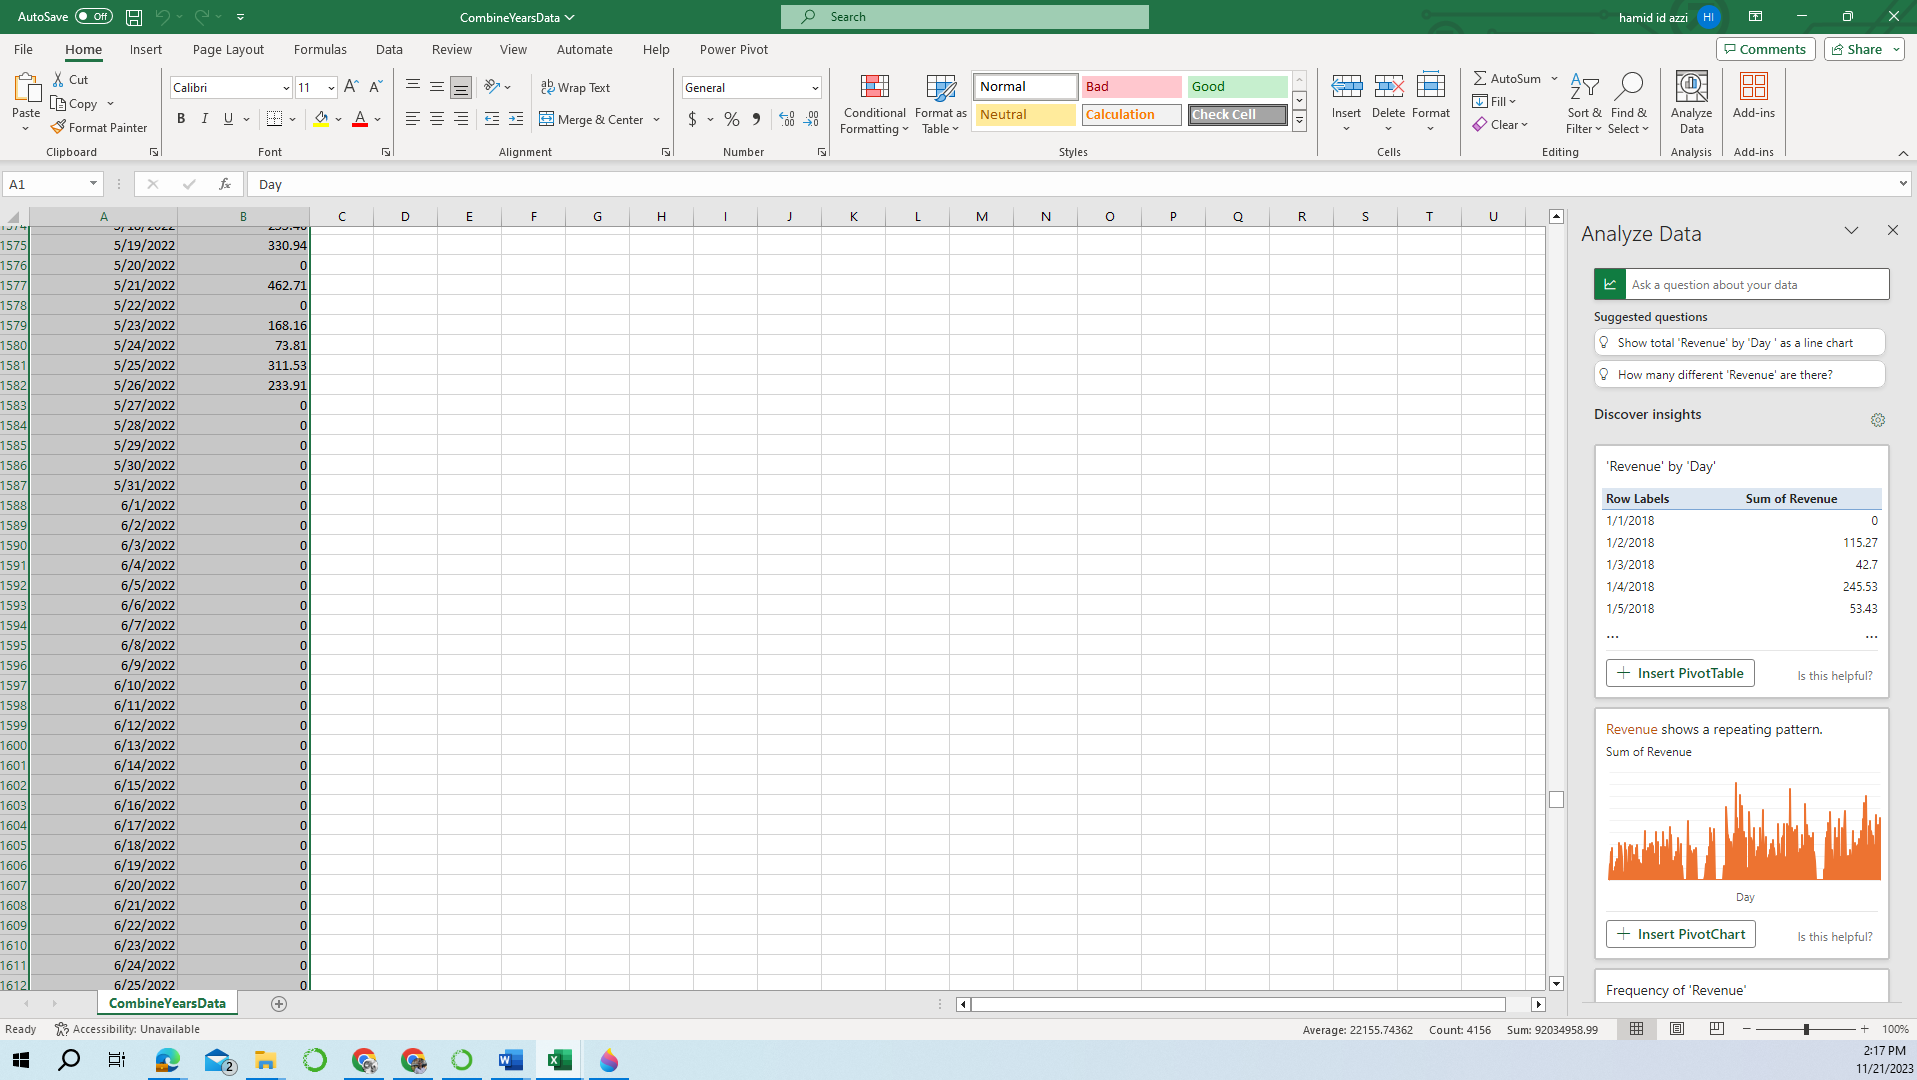 AutoSave Off CombineYearsData Search hamid id azzi HI
File Home Insert Page Layout Formulas Data Review View Automate Help Power Pivot Comments Share
Paste Cut Copy Format Painter Clipboard
Calibri 11 B I U A Font
Wrap Text Merge & Center Alignment
General $ % Number
Conditional Formatting Format as Table Normal Bad Good Neutral Calculation Check Cell Styles
Insert Delete Format Cells
AutoSum Fill Clear Sort & Filter Find & Select Editing
Analyze Data Analysis
Add-ins Add-ins
A1 fx Day
A B C D E F G H I J K L M N O P Q R S T U
1575 5/19/2022 330.94
1576 5/20/2022 0
1577 5/21/2022 462.71
1578 5/22/2022 0
1579 5/23/2022 168.16
1580 5/24/2022 73.81
1581 5/25/2022 311.53
1582 5/26/2022 233.91
1583 5/27/2022 0
1584 5/28/2022 0
1585 5/29/2022 0
1586 5/30/2022 0
1587 5/31/2022 0
1588 6/1/2022 0
1589 6/2/2022 0
1590 6/3/2022 0
1591 6/4/2022 0
1592 6/5/2022 0
1593 6/6/2022 0
1594 6/7/2022 0
1595 6/8/2022 0
1596 6/9/2022 0
1597 6/10/2022 0
1598 6/11/2022 0
1599 6/12/2022 0
1600 6/13/2022 0
1601 6/14/2022 0
1602 6/15/2022 0
1603 6/16/2022 0
1604 6/17/2022 0
1605 6/18/2022 0
1606 6/19/2022 0
1607 6/20/2022 0
1608 6/21/2022 0
1609 6/22/2022 0
1610 6/23/2022 0
1611 6/24/2022 0
1612 6/25/2022 0
Analyze Data
Ask a question about your data
Suggested questions
Show total 'Revenue' by 'Day ' as a line chart
How many different 'Revenue' are there?
Discover insights
'Revenue' by 'Day'
Row Labels Sum of Revenue
1/1/2018 0
1/2/2018 115.27
1/3/2018 42.7
1/4/2018 245.53
1/5/2018 53.43
... ...
Insert PivotTable Is this helpful?
Revenue shows a repeating pattern.
Sum of Revenue
Day
Insert PivotChart Is this helpful?
Frequency of 'Revenue'
CombineYearsData
Ready Accessibility: Unavailable Average: 22155.74362 Count: 4156 Sum: 92034958.99 100%
2
2:17 PM
11/21/2023